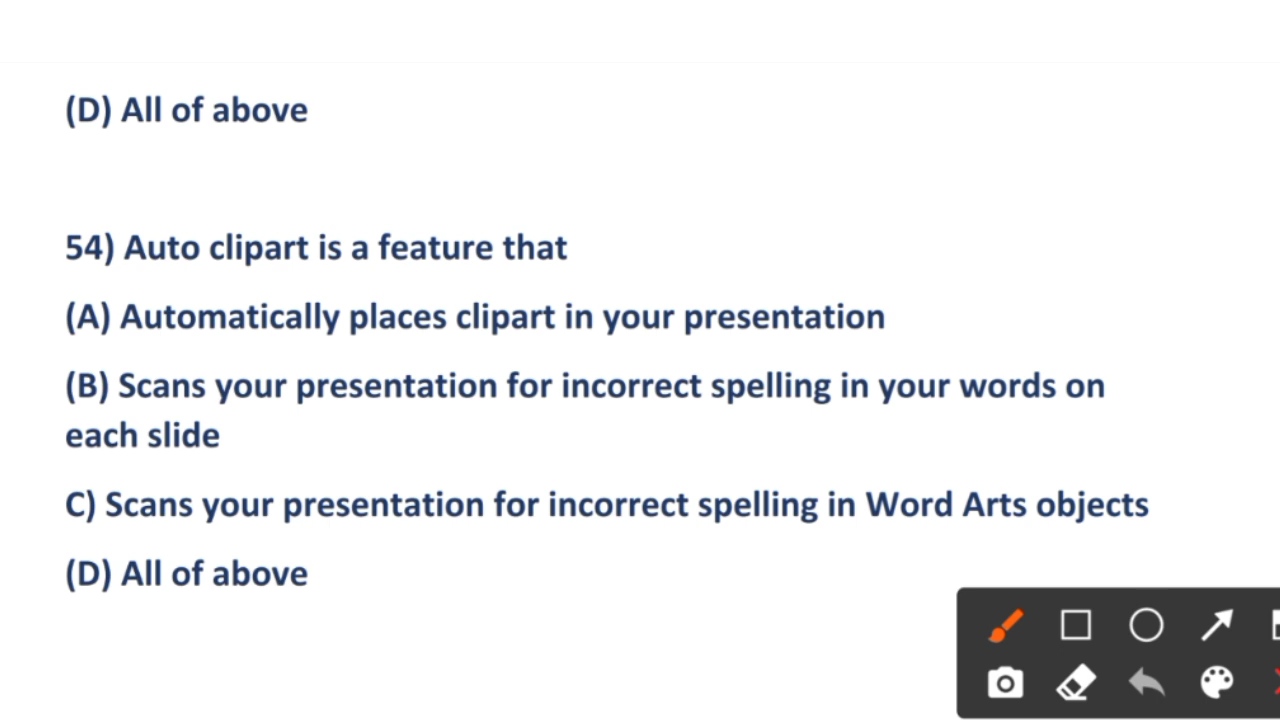 (D) All of above
54) Auto clipart is a feature that
(A) Automatically places clipart in your presentation
(B) Scans your presentation for incorrect spelling in your words on
each slide
C) Scans your presentation for incorrect spelling in Word Arts objects
(D) All of above